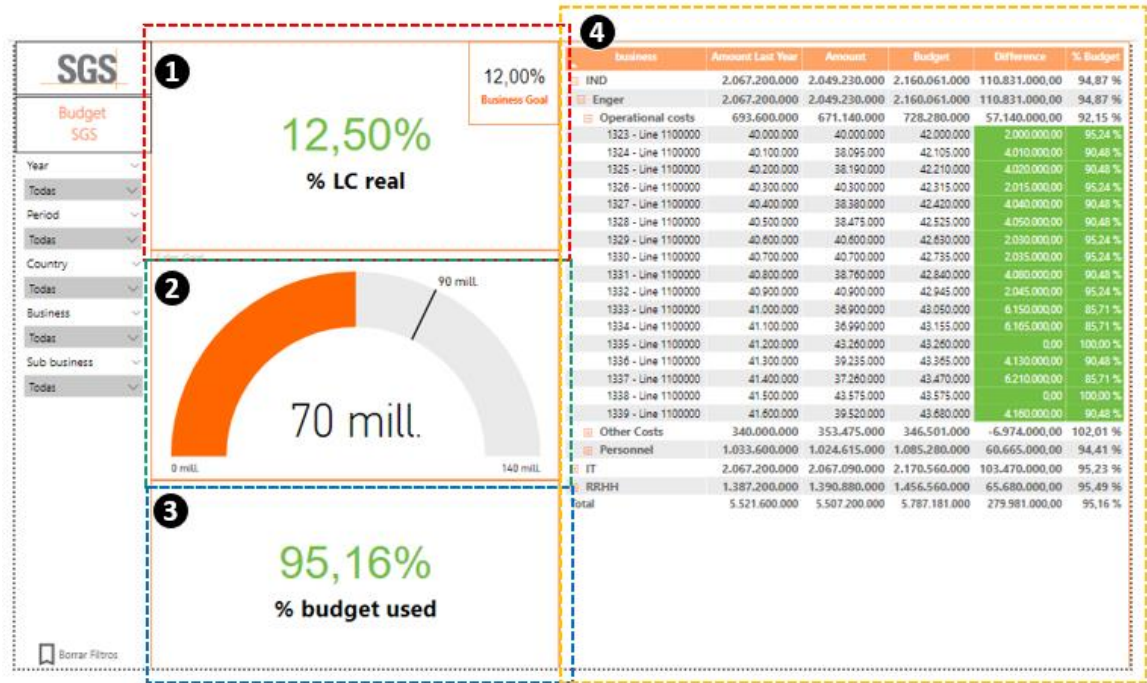 SGS
Budget
SGS
Year
Todas
Period
Todas
Country
Todas
Business
Todas
Sub business
Todas
Borrar Filtros
1
12,00%
Business Goal
12,50%
% LC real
2
90 mill.
70 mill.
0 mill.
140 mill.
3
95,16%
% budget used
4
business Amount Last Year Amount Budget Difference % Budget
IND 2.067.200.000 2.049.230.000 2.160.061.000 110.831.000,00 94,87 %
Enger 2.067.200.000 2.049.230.000 2.160.061.000 110.831.000,00 94,87 %
Operational costs 693.600.000 671.140.000 728.280.000 57.140.000,00 92,15 %
1323 - Line 1100000 40.000.000 40.000.000 42.000.000 2.000.000,00 95,24 %
1324 - Line 1100000 40.100.000 38.095.000 42.105.000 4.010.000,00 90,48 %
1325 - Line 1100000 40.200.000 38.190.000 42.210.000 4.020.000,00 90,48 %
1326 - Line 1100000 40.300.000 40.300.000 42.315.000 2.015.000,00 95,24 %
1327 - Line 1100000 40.400.000 38.380.000 42.420.000 4.040.000,00 90,48 %
1328 - Line 1100000 40.500.000 38.475.000 42.525.000 4.050.000,00 90,48 %
1329 - Line 1100000 40.600.000 40.600.000 42.630.000 2.030.000,00 95,24 %
1330 - Line 1100000 40.700.000 40.700.000 42.735.000 2.035.000,00 95,24 %
1331 - Line 1100000 40.800.000 38.760.000 42.840.000 4.080.000,00 90,48 %
1332 - Line 1100000 40.900.000 40.900.000 42.945.000 2.045.000,00 95,24 %
1333 - Line 1100000 41.000.000 36.900.000 43.050.000 6.150.000,00 85,71 %
1334 - Line 1100000 41.100.000 36.990.000 43.155.000 6.165.000,00 85,71 %
1335 - Line 1100000 41.200.000 43.260.000 43.260.000 0,00 100,00 %
1336 - Line 1100000 41.300.000 39.235.000 43.365.000 4.130.000,00 90,48 %
1337 - Line 1100000 41.400.000 37.260.000 43.470.000 6.210.000,00 85,71 %
1338 - Line 1100000 41.500.000 43.575.000 43.575.000 0,00 100,00 %
1339 - Line 1100000 41.600.000 39.520.000 43.680.000 4.160.000,00 90,48 %
Other Costs 340.000.000 353.475.000 346.501.000 -6.974.000,00 102,01 %
Personnel 1.033.600.000 1.024.615.000 1.085.280.000 60.665.000,00 94,41 %
IT 2.067.200.000 2.067.090.000 2.170.560.000 103.470.000,00 95,23 %
RRHH 1.387.200.000 1.390.880.000 1.456.560.000 65.680.000,00 95,49 %
Total 5.521.600.000 5.507.200.000 5.787.181.000 279.981.000,00 95,16 %